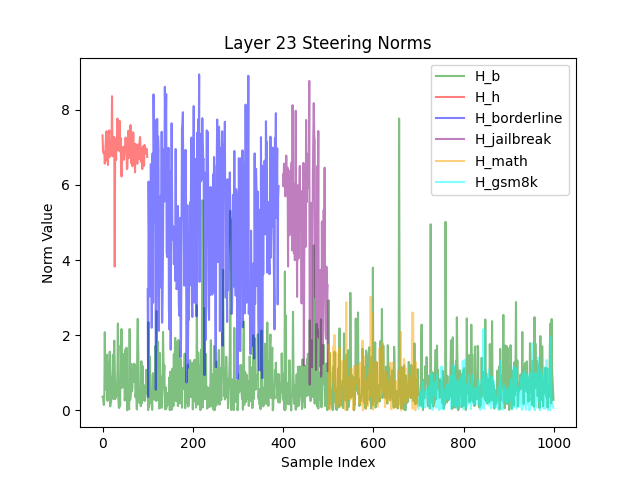 Layer 23 Steering Norms
H_b
H_h
H_borderline
H_jailbreak
H_math
H_gsm8k
Norm Value
8
6
4
2
0
0
200
400
600
800
1000
Sample Index